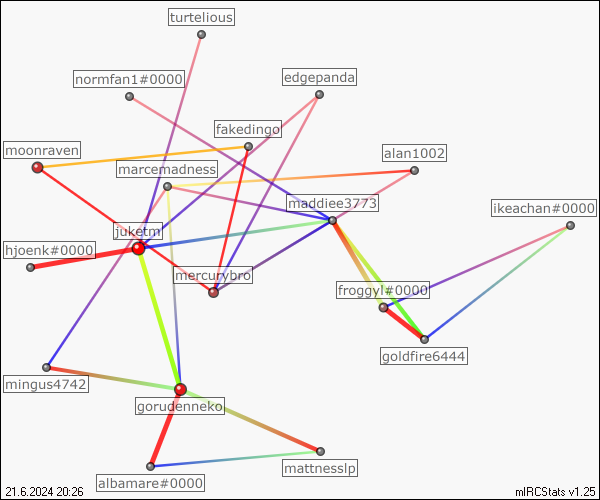 turtelious
normfan1#0000
edgepanda
fakedingo
moonraven
alan1002
marcemadness
maddiee3773
ikeachan#0000
juketm
hjoenk#0000
mercurybro
froggyl#0000
goldfire6444
mingus4742
gorudenneko
mattnesslp
albamare#0000
21.6.2024 20:26
mIRCStats v1.25